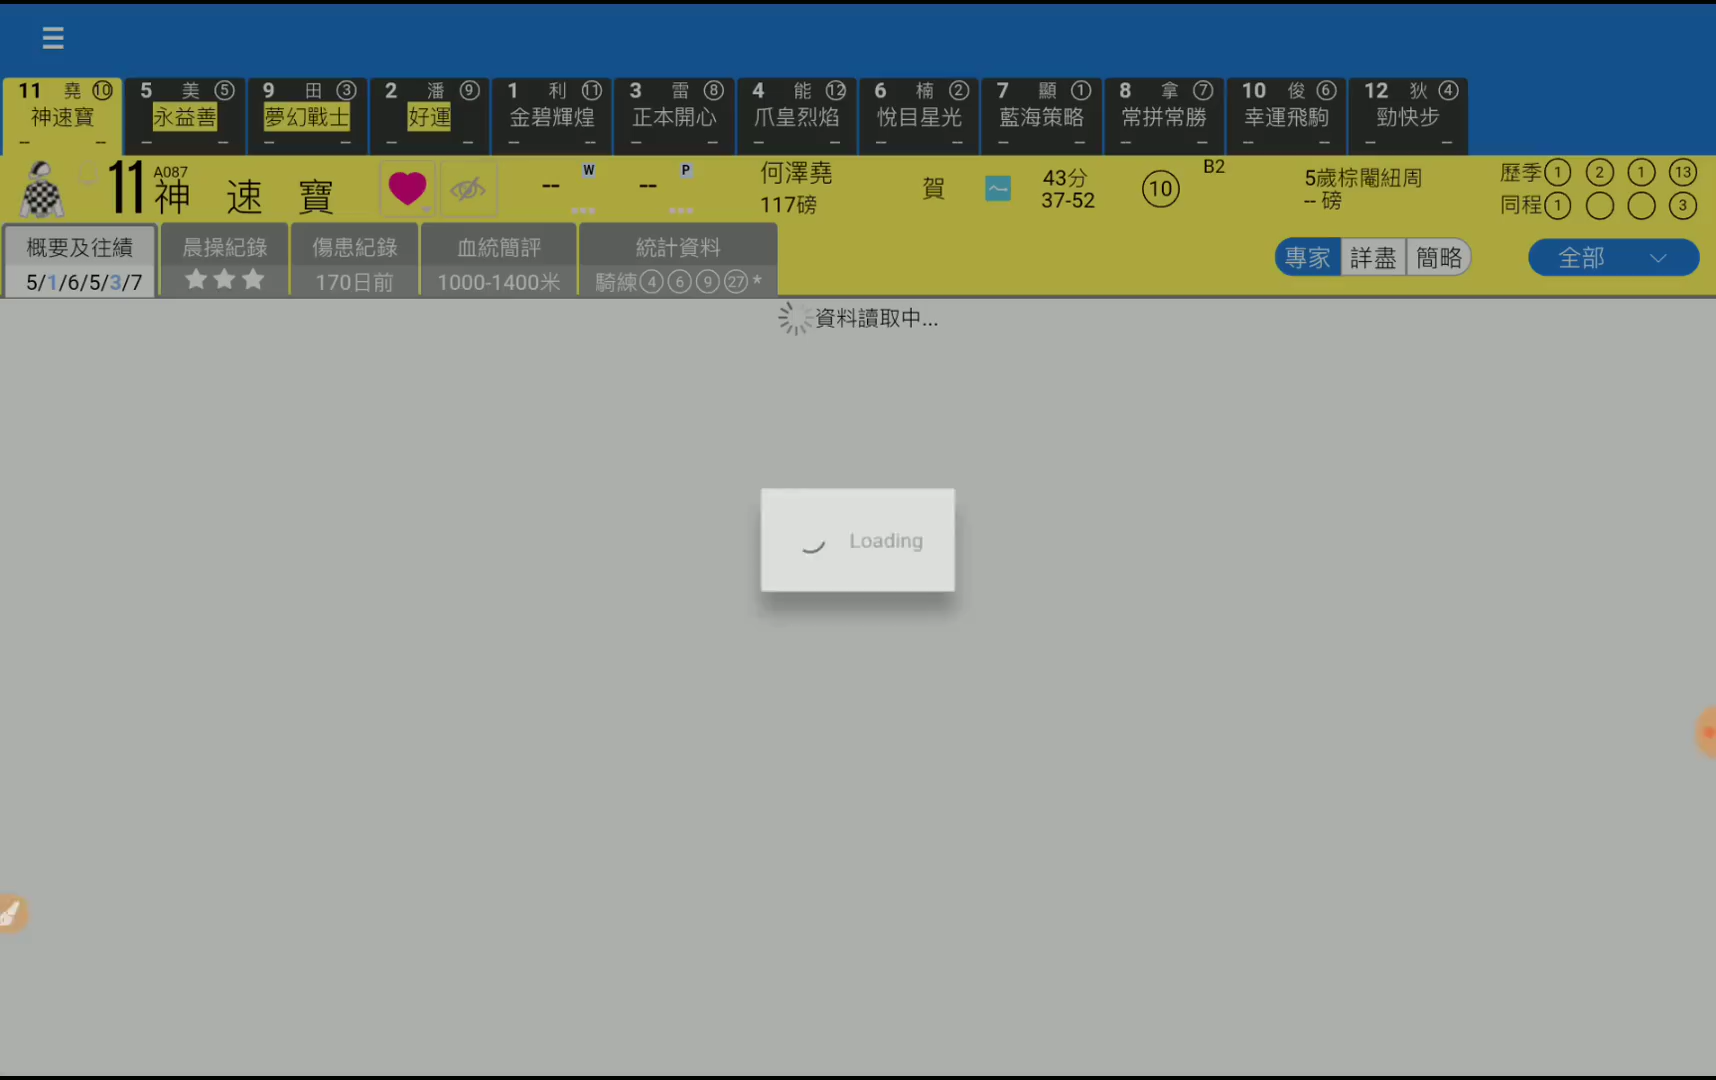 ☰
11 堯 ⑩
神速寶
-- --
5 美 ⑤
永益善
-- --
9 田 ③
夢幻戰士
-- --
2 潘 ⑨
好運
-- --
1 利 ⑪
金碧輝煌
-- --
3 雷 ⑧
正本開心
-- --
4 能 ⑫
爪皇烈焰
-- --
6 楠 ②
悅目星光
-- --
7 顯 ①
藍海策略
-- --
8 拿 ⑦
常拼常勝
-- --
10 俊 ⑥
幸運飛駒
-- --
12 狄 ④
勁快步
-- --
11 A087
神速寶
-- W
-- P
何澤堯
117磅
賀
43分
37-52
⑩
B2
5歲棕閹紐周
-- 磅
歷季 ① ② ① ⑬
同程 ① ○ ○ ③
概要及往績
5/1/6/5/3/7
晨操紀錄
★ ★ ★
傷患紀錄
170日前
血統簡評
1000-1400米
統計資料
騎練④⑥⑨㉗*
專家 詳盡 簡略
全部
資料讀取中...
Loading